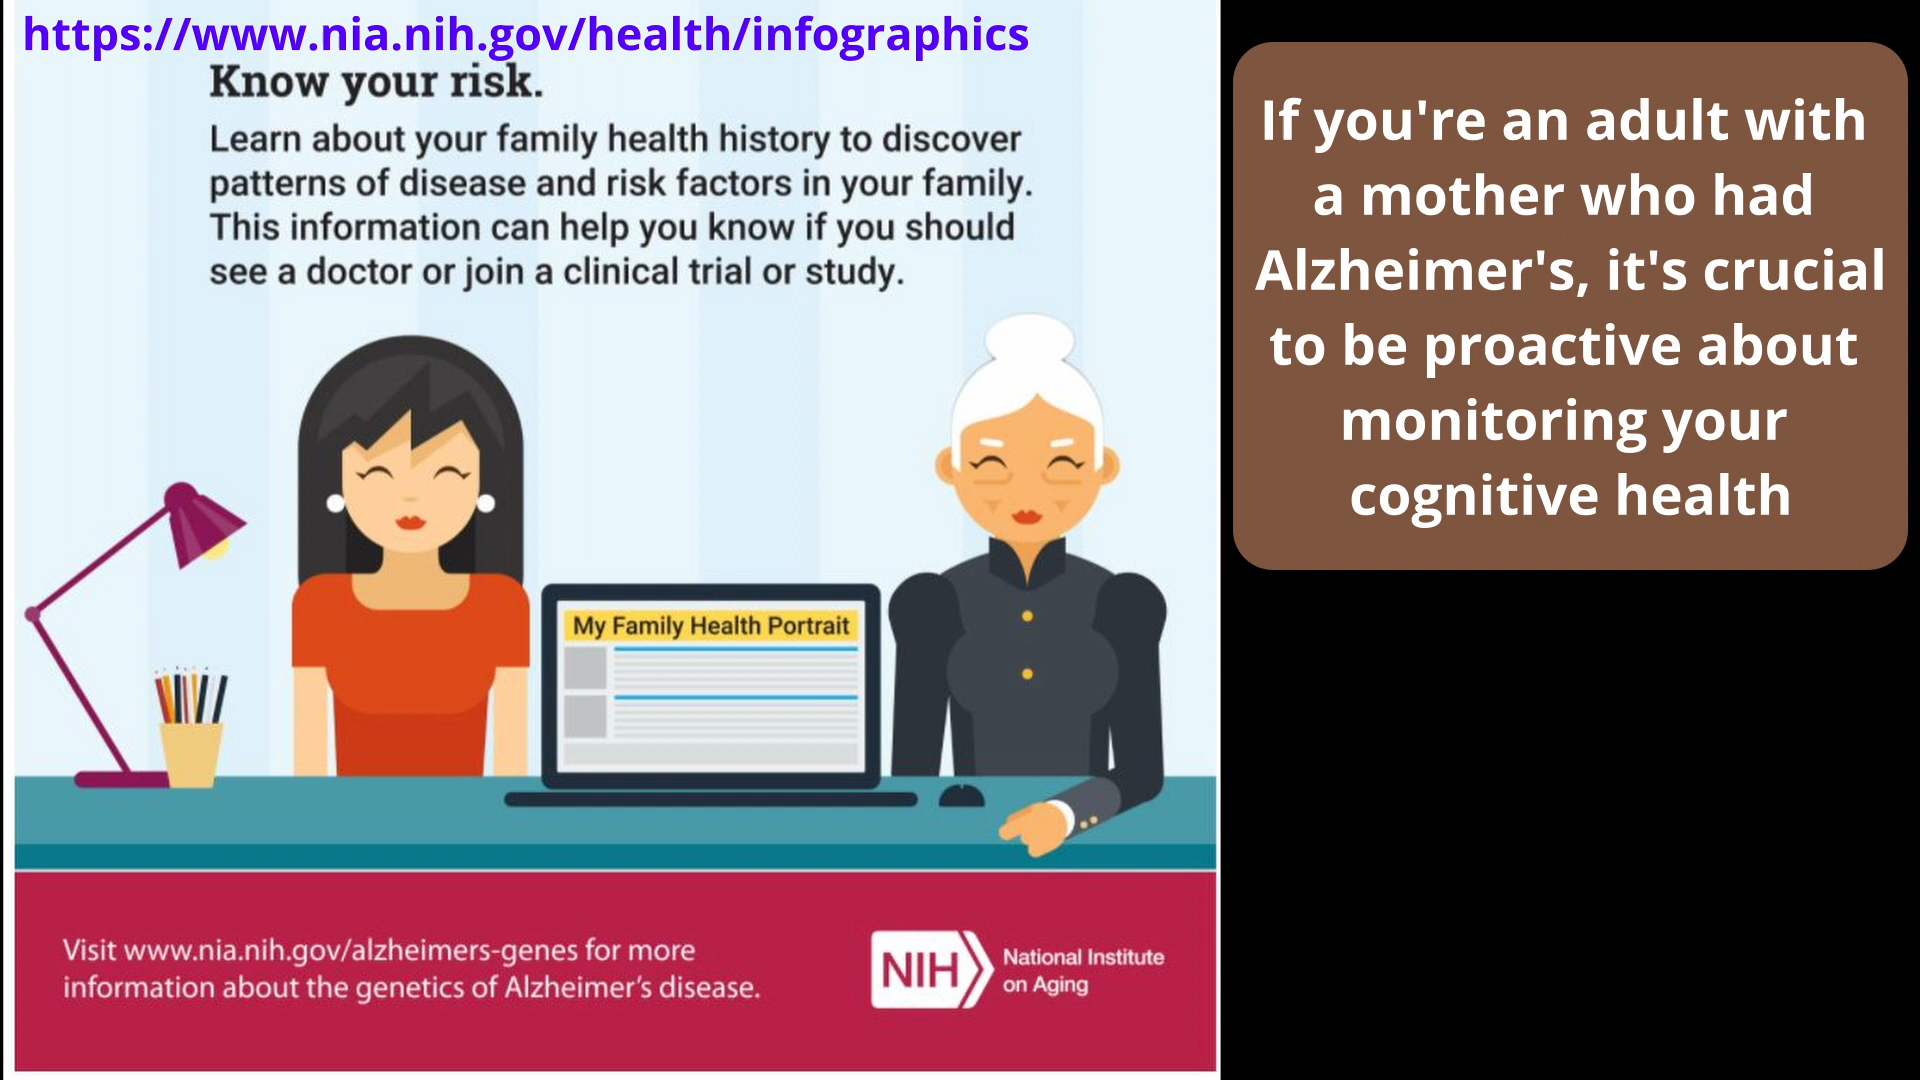 https://www.nia.nih.gov/health/infographics
Know your risk.
Learn about your family health history to discover
patterns of disease and risk factors in your family.
This information can help you know if you should
see a doctor or join a clinical trial or study.
My Family Health Portrait
Visit www.nia.nih.gov/alzheimers-genes for more
information about the genetics of Alzheimer’s disease.
NIH
National Institute
on Aging
If you're an adult with
a mother who had
Alzheimer's, it's crucial
to be proactive about
monitoring your
cognitive health